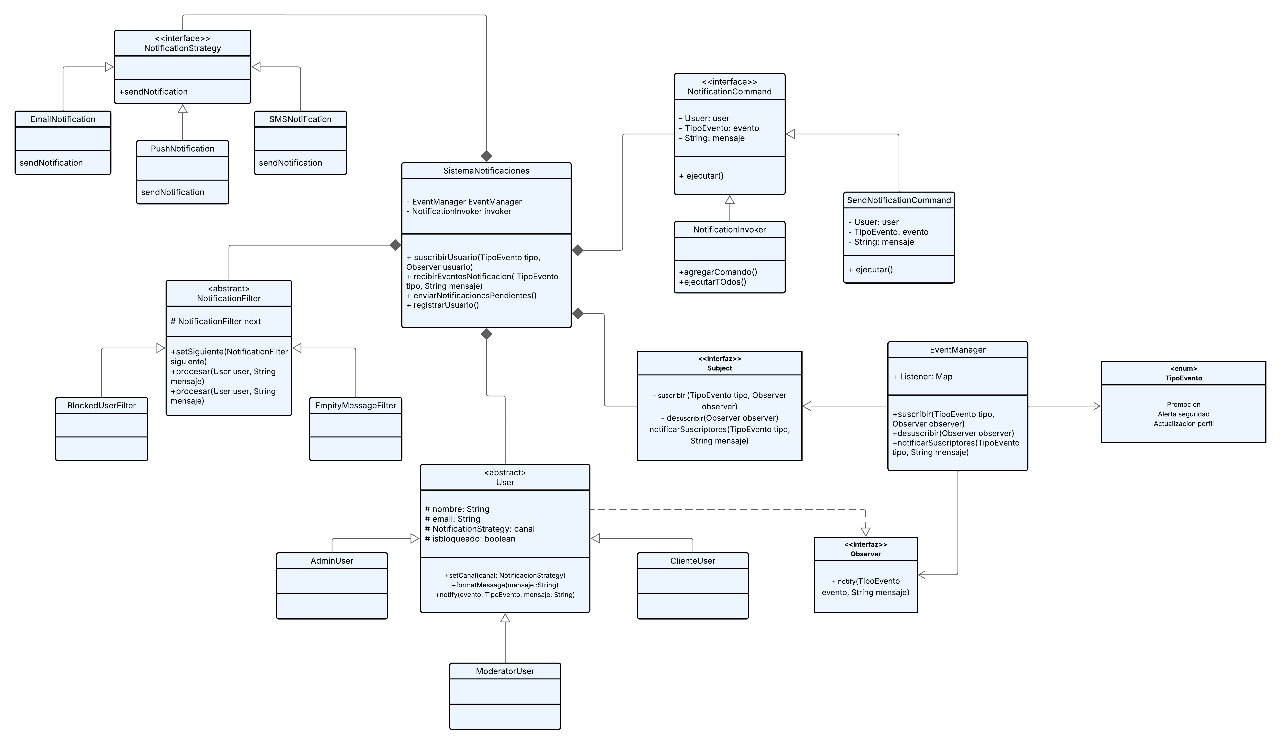 <<interface>>
NotificationStrategy
+sendNotification
EmailNotification
sendNotification
PushNotification
sendNotification
SMSNotification
sendNotification
<<interface>>
NotificationCommand
- Usuer: user
- TipoEvento: evento
- String: mensaje
+ ejecutar()
SistemaNotificaciones
- EventManager EventManager
- NotificationInvoker invoker
+ suscribirUsuario(TipoEvento tipo,
Observer usuario)
+ recibirEventosNotificacion( TipoEvento
tipo, String mensaje)
+ enviarNotificacionesPendientes()
+ registrarUsuario()
SendNotificationCommand
- Usuer: user
- TipoEvento: evento
- String: mensaje
+ ejecutar()
NotificationInvoker
+agregarComando()
+ejecutarTOdos()
<abstract>
NotificationFilter
# NotificationFilter next
+setSiguiente(NotificationFilter
siguiente)
+procesar(User user, String
mensaje)
+procesar(User user, String
mensaje)
BlockedUserFilter
EmpityMessageFilter
<<interfaz>>
Subject
- suscribir(TipoEvento tipo, Observer
observer)
- desuscribir(Observer observer)
notificarSuscriptores(TipoEvento tipo,
String mensaje)
EventManager
+ Listener: Map
+suscribir(TipoEvento tipo,
Observer observer)
+desuscribir(Observer observer)
+notificarSuscriptores(TipoEvento
tipo, String mensaje)
<enum>
TipoEvento
Promocion
Alerta seguridad
Actualizacion perfil
<abstract>
User
# nombre: String
# email: String
# NotificationStrategy: canal
# isbloqueado: boolean
+setCanal(canal: NotificacionStrategy)
+formatMessage(mensaje:String)
+notify(evento: TipoEvento, mensaje: String)
AdminUser
ClienteUser
ModeratorUser
<<interfaz>>
Observer
+ notify(TipoEvento
evento, String mensaje)